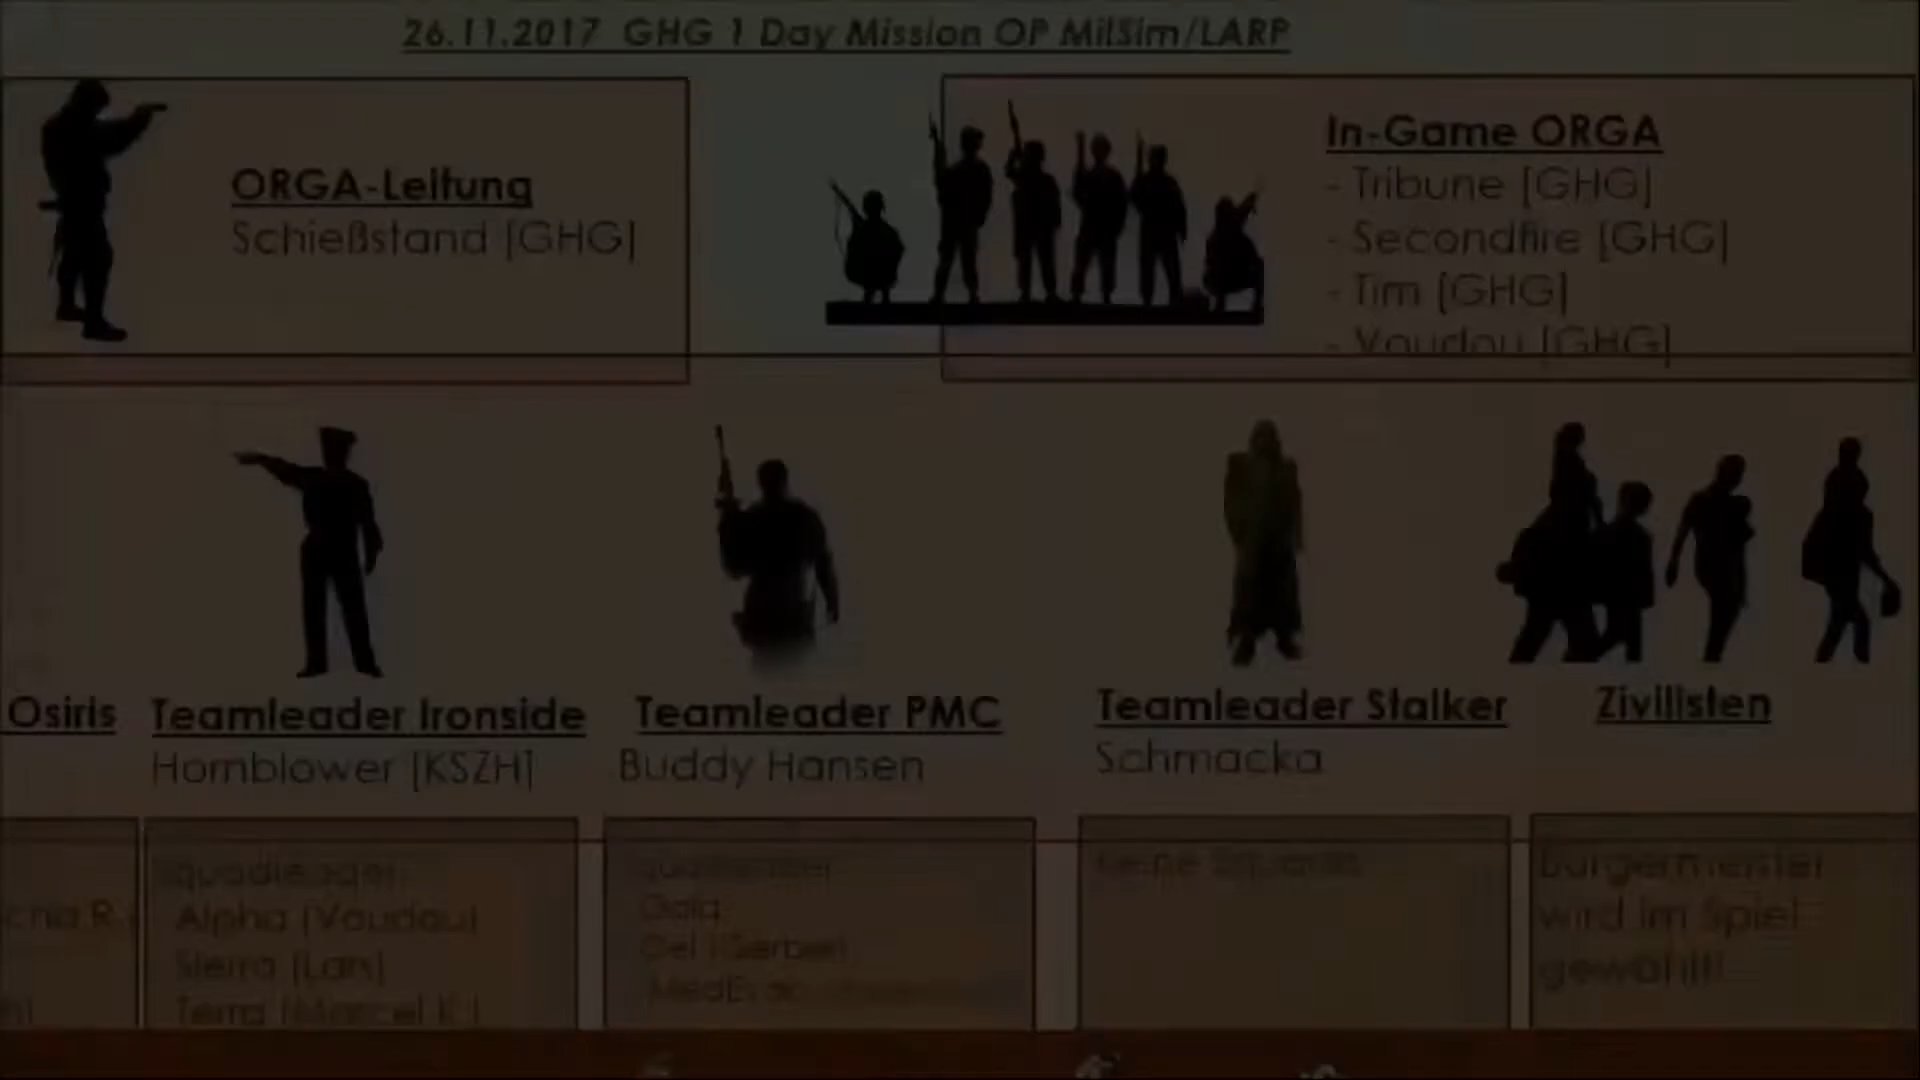 26.11.2017 GHG 1 Day Mission OP MilSim/LARP
ORGA-Leitung
Schießstand [GHG]
In-Game ORGA
- Tribune [GHG]
- Secondfire [GHG]
- Tim [GHG]
- Voudou [GHG]
Osiris
Teamleader Ironside
Hornblower [KSZH]
Teamleader PMC
Buddy Hansen
Teamleader Stalker
Schmacka
Zivilisten
Squadleader
Alpha (Voudou)
Sierra (Lars)
Terra (Marcel K.)
keine Squads
Bürgermeister
wird im Spiel
gewählt!